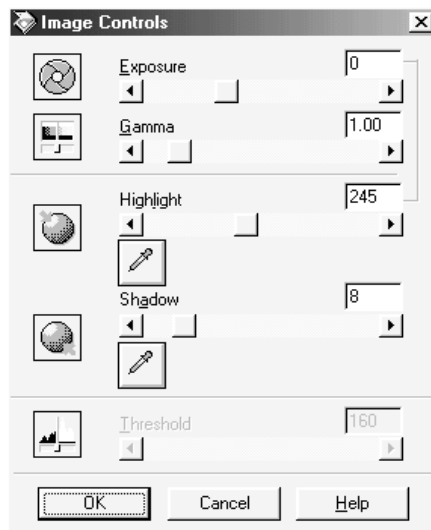 Image Controls
Exposure
0
Gamma
1.00
Highlight
245
Shadow
8
Threshold
160
OK
Cancel
Help